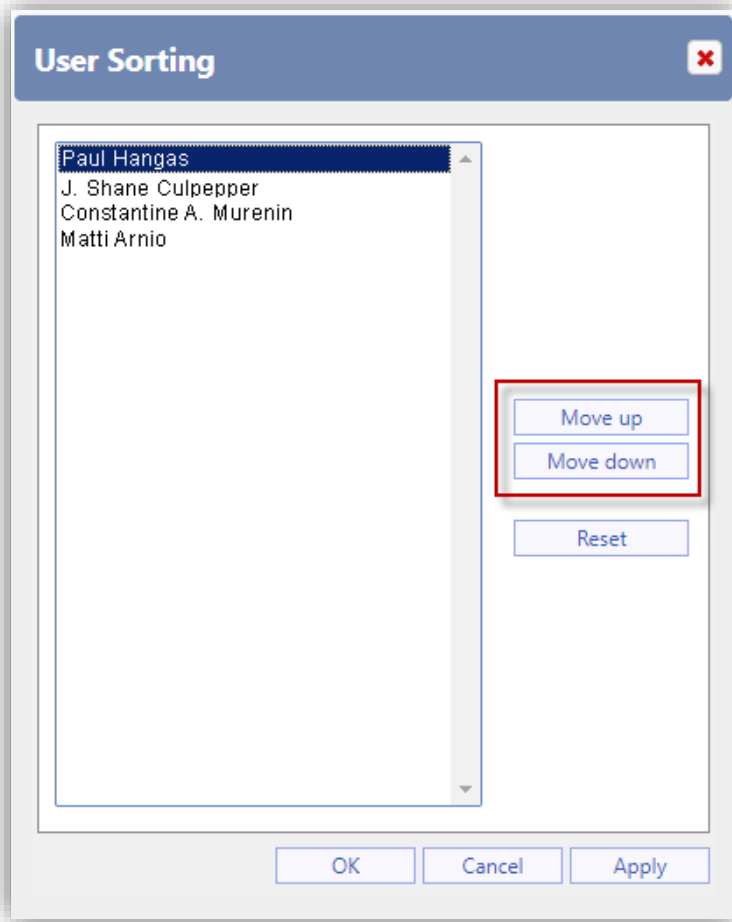 User Sorting
Paul Hangas
J. Shane Culpepper
Constantine A. Murenin
Matti Arnio
Move up
Move down
Reset
OK
Cancel
Apply